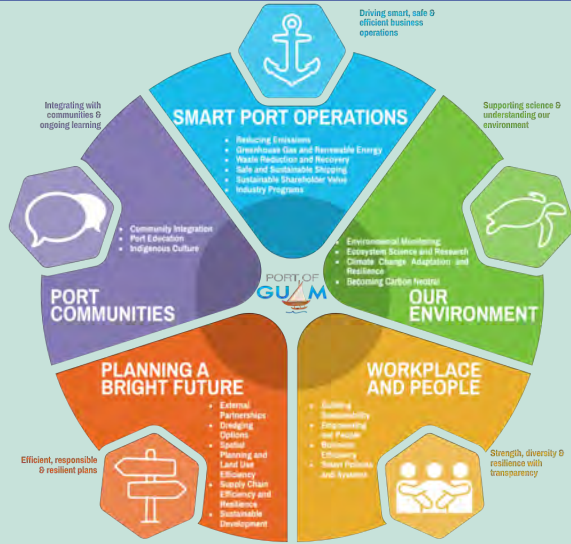 Driving smart, safe &
efficient business
operations
SMART PORT OPERATIONS
• Reducing Emissions
• Greenhouse Gas and Renewable Energy
• Waste Reduction and Recovery
• Safe and Sustainable Shipping
• Sustainable Shareholder Value
• Industry Programs
Integrating with
communities &
ongoing learning
• Community Integration
• Port Education
• Indigenous Culture
PORT
COMMUNITIES
Supporting science &
understanding our
environment
• Environmental Monitoring
• Ecosystem Science and Research
• Climate Change Adaptation and
Resilience
• Becoming Carbon Neutral
OUR
ENVIRONMENT
PORT OF
GUAM
PLANNING A
BRIGHT FUTURE
• External
Partnerships
• Dredging
Options
• Spatial
Planning and
Land Use
Efficiency
• Supply Chain
Efficiency and
Resilience
• Sustainable
Development
Efficient, responsible
& resilient plans
WORKPLACE
AND PEOPLE
• Building
Sustainability
• Empowering
our People
• Business
Efficiency
• Smart Policies
And Systems
Strength, diversity &
resilience with
transparency